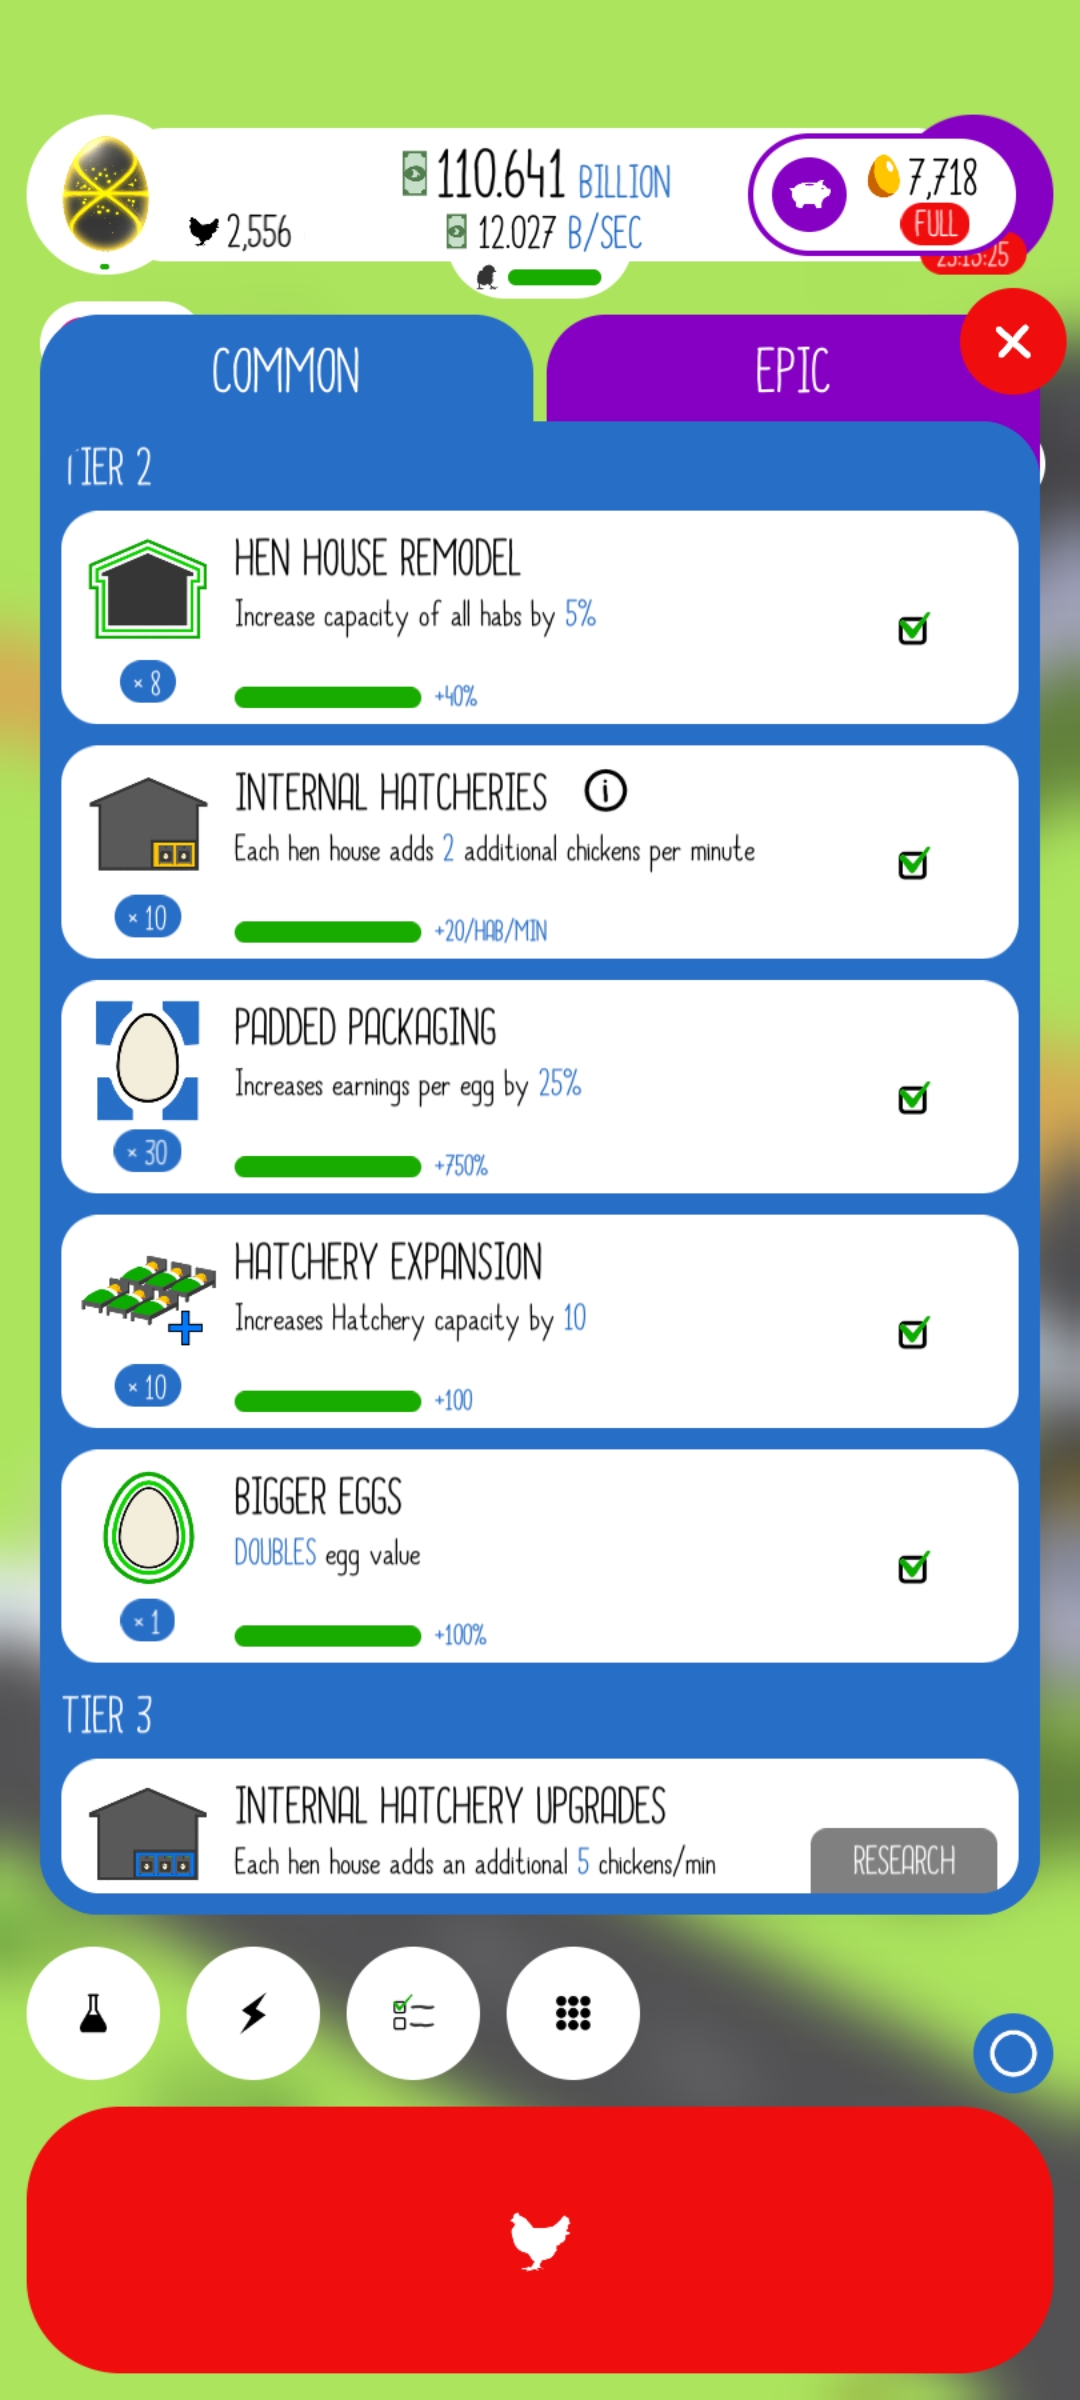 110.641 BILLION
2,556
12.027 B/SEC
7,718
FULL
23:13:25
COMMON
EPIC
TIER 2
HEN HOUSE REMODEL
Increase capacity of all habs by 5%
× 8
+40%
INTERNAL HATCHERIES
Each hen house adds 2 additional chickens per minute
× 10
+20/HAB/MIN
PADDED PACKAGING
Increases earnings per egg by 25%
× 30
+750%
HATCHERY EXPANSION
Increases Hatchery capacity by 10
× 10
+100
BIGGER EGGS
DOUBLES egg value
× 1
+100%
TIER 3
INTERNAL HATCHERY UPGRADES
Each hen house adds an additional 5 chickens/min
RESEARCH